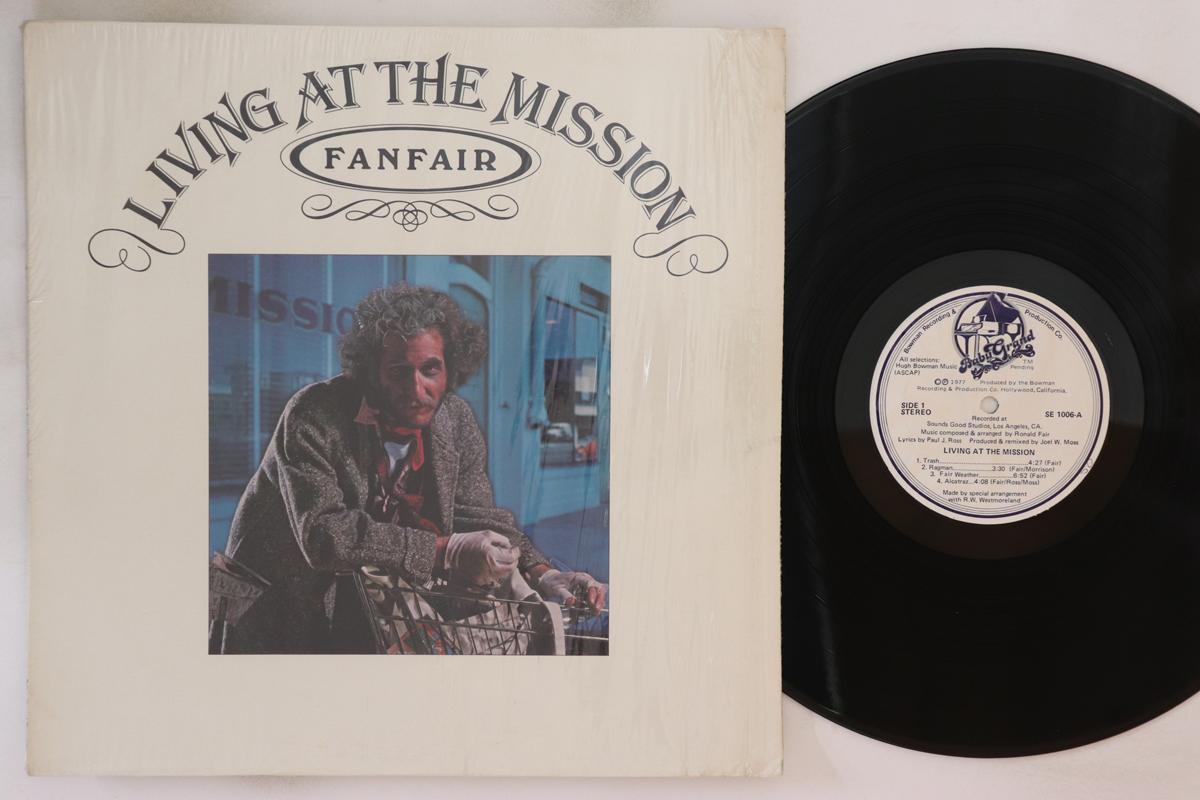 LIVING AT THE MISSION
FANFAIR
MISSIO
Bowman Recording & Production Co.
Baby Grand
TM
Pending
All selections:
Hugh Bowman Music
(ASCAP)
©℗ 1977 Produced by the Bowman
Recording & Production Co. Hollywood, California.
SIDE 1
STEREO
SE 1006-A
Recorded at
Sounds Good Studios, Los Angeles, CA.
Music composed & arranged by Ronald Fair
Lyrics by Paul J. Ross Produced & remixed by Joel W. Moss
LIVING AT THE MISSION
1. Trash...4:27 (Fair)
2. Ragman...3:30 (Fair/Morrison)
3. Fair Weather...6:52 (Fair)
4. Alcatraz...4:08 (Fair/Ross/Moss)
Made by special arrangement
with R.W. Westmoreland